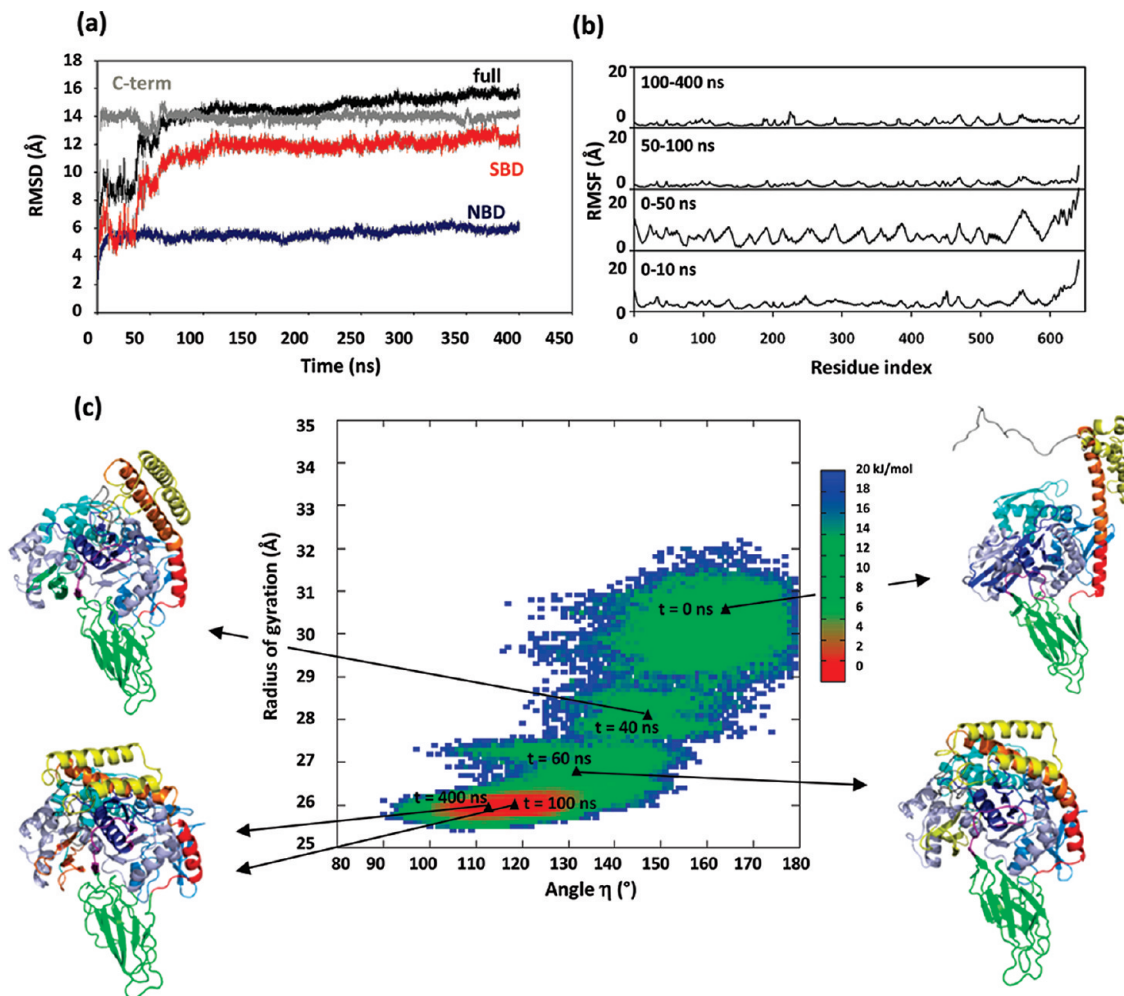 (a)
18
16
14
12
10
8
6
4
2
0
RMSD (Å)
C-term
full
SBD
NBD
0 50 100 150 200 250 300 350 400 450
Time (ns)
(b)
RMSF (Å)
20
100-400 ns
0
20
50-100 ns
0
20
0-50 ns
0
20
0-10 ns
0
0 100 200 300 400 500 600
Residue index
(c)
Radius of gyration (Å)
35
34
33
32
31
30
29
28
27
26
25
t = 0 ns
t = 40 ns
t = 60 ns
t = 400 ns
t = 100 ns
80 90 100 110 120 130 140 150 160 170 180
Angle η (°)
20 kJ/mol
18
16
14
12
10
8
6
4
2
0